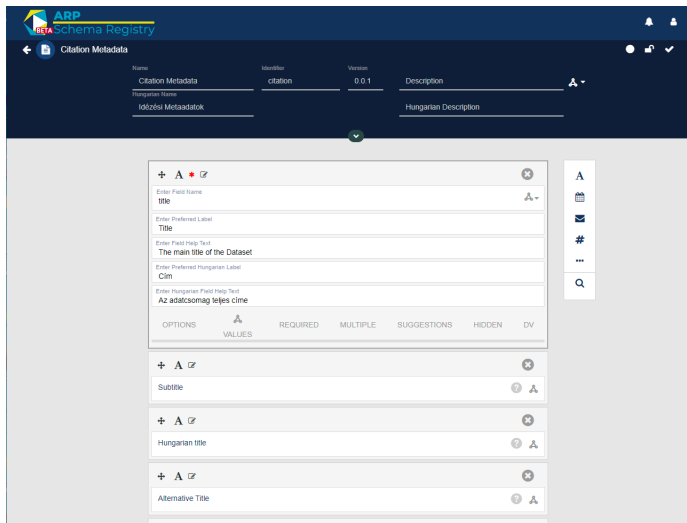 ARP
BETA Schema Registry
Citation Metadata
Name
Identifier
Version
Citation Metadata
citation
0.0.1
Description
Hungarian Name
Idézési Metaadatok
Hungarian Description
A *
Enter Field Name
title
Enter Preferred Label
Title
Enter Field Help Text
The main title of the Dataset
Enter Preferred Hungarian Label
Cím
Enter Hungarian Field Help Text
Az adatcsomag teljes címe
OPTIONS
VALUES
REQUIRED
MULTIPLE
SUGGESTIONS
HIDDEN
DV
A
#
...
A
Subtitle
?
A
Hungarian title
?
A
Alternative Title
?